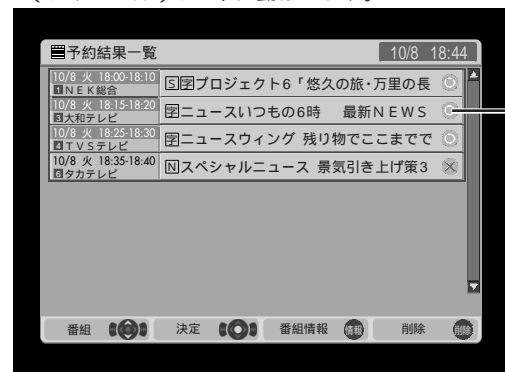 予約結果一覧 10/8 18:44
10/8 火 18:00-18:10
1NEK総合
S字プロジェクト6「悠久の旅・万里の長
10/8 火 18:15-18:20
3大和テレビ
字ニュースいつもの6時 最新NEWS
10/8 火 18:25-18:30
4TVSテレビ
字ニュースウィング 残り物でここまでで
10/8 火 18:35-18:40
6タカテレビ
Nスペシャルニュース 景気引き上げ策3
番組 決定 番組情報 情報 削除 削除